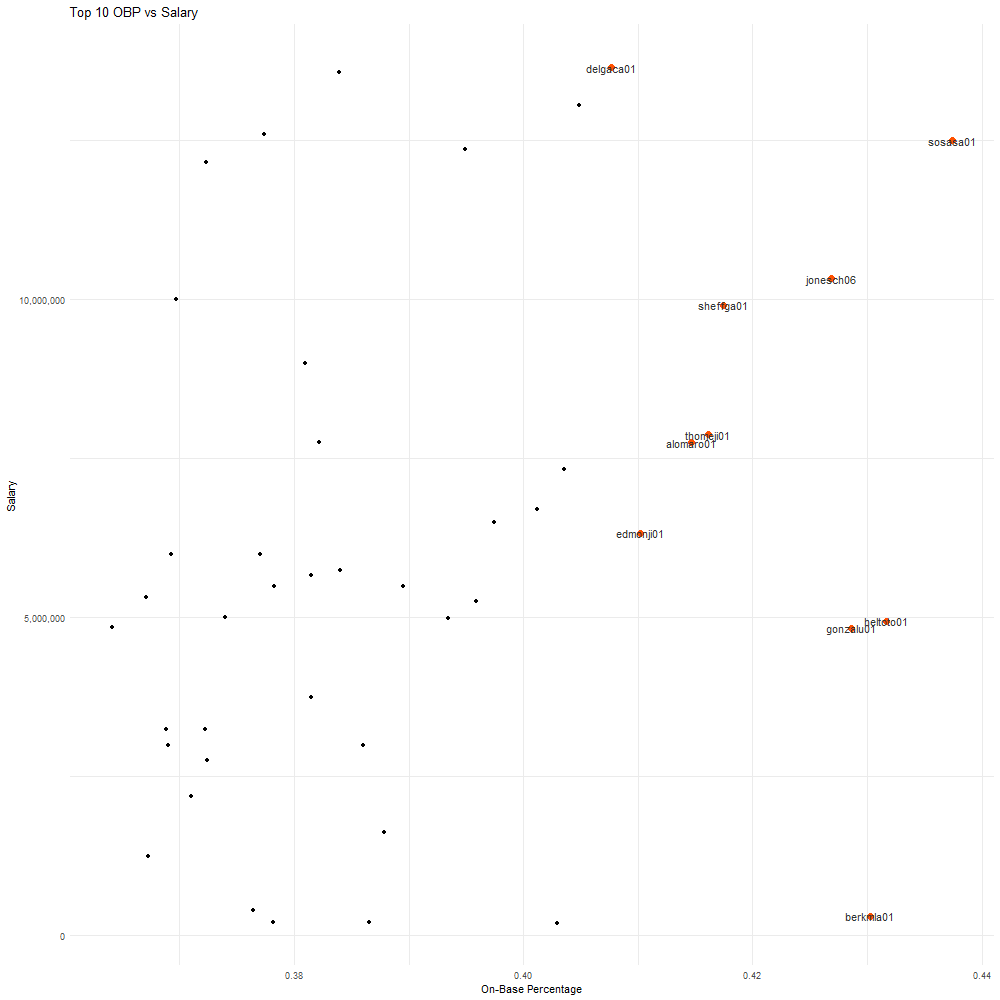 Top 10 OBP vs Salary
delgaca01
sosasa01
jonesch06
10,000,000
sheffga01
thomeji01
alomaro01
Salary
edmonji01
5,000,000
heltoto01
gonzalu01
berkmla01
0
0.38
0.40
0.42
0.44
On-Base Percentage